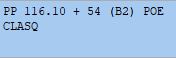 PP 116.10 + 54 (B2) POE
CLASQ